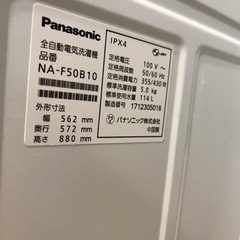 Panasonic
全自動電気洗濯機
品番
NA-F50B10
外形寸法
幅 562 mm
奥行 572 mm
高さ 880 mm
IPX4
定格電圧 100 V
定格周波数 50/60 Hz
定格消費電力 355/430 W
標準洗濯容量 5.0 kg
標準使用水量 114 L
製造番号 1712305018
パナソニック株式会社
中国製